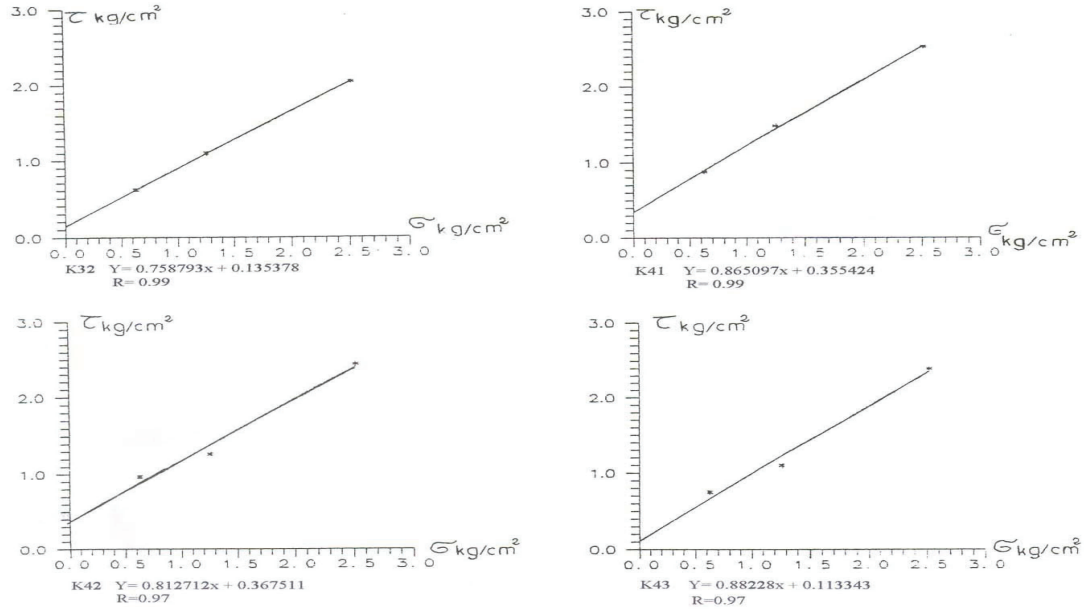 3.0
τ kg/cm²
2.0
1.0
0.0
0.0 0.5 1.0 1.5 2.0 2.5 3.0
σ kg/cm²
K32 Y= 0.758793x + 0.135378
R= 0.99
3.0
τ kg/cm²
2.0
1.0
0.0
0.0 0.5 1.0 1.5 2.0 2.5 3.0
σ kg/cm²
K41 Y= 0.865097x + 0.355424
R= 0.99
3.0
τ kg/cm²
2.0
1.0
0.0
0.0 0.5 1.0 1.5 2.0 2.5 3.0
σ kg/cm²
K42 Y= 0.812712x + 0.367511
R=0.97
3.0
τ kg/cm²
2.0
1.0
0.0
0.0 0.5 1.0 1.5 2.0 2.5 3.0
σ kg/cm²
K43 Y= 0.88228x + 0.113343
R=0.97